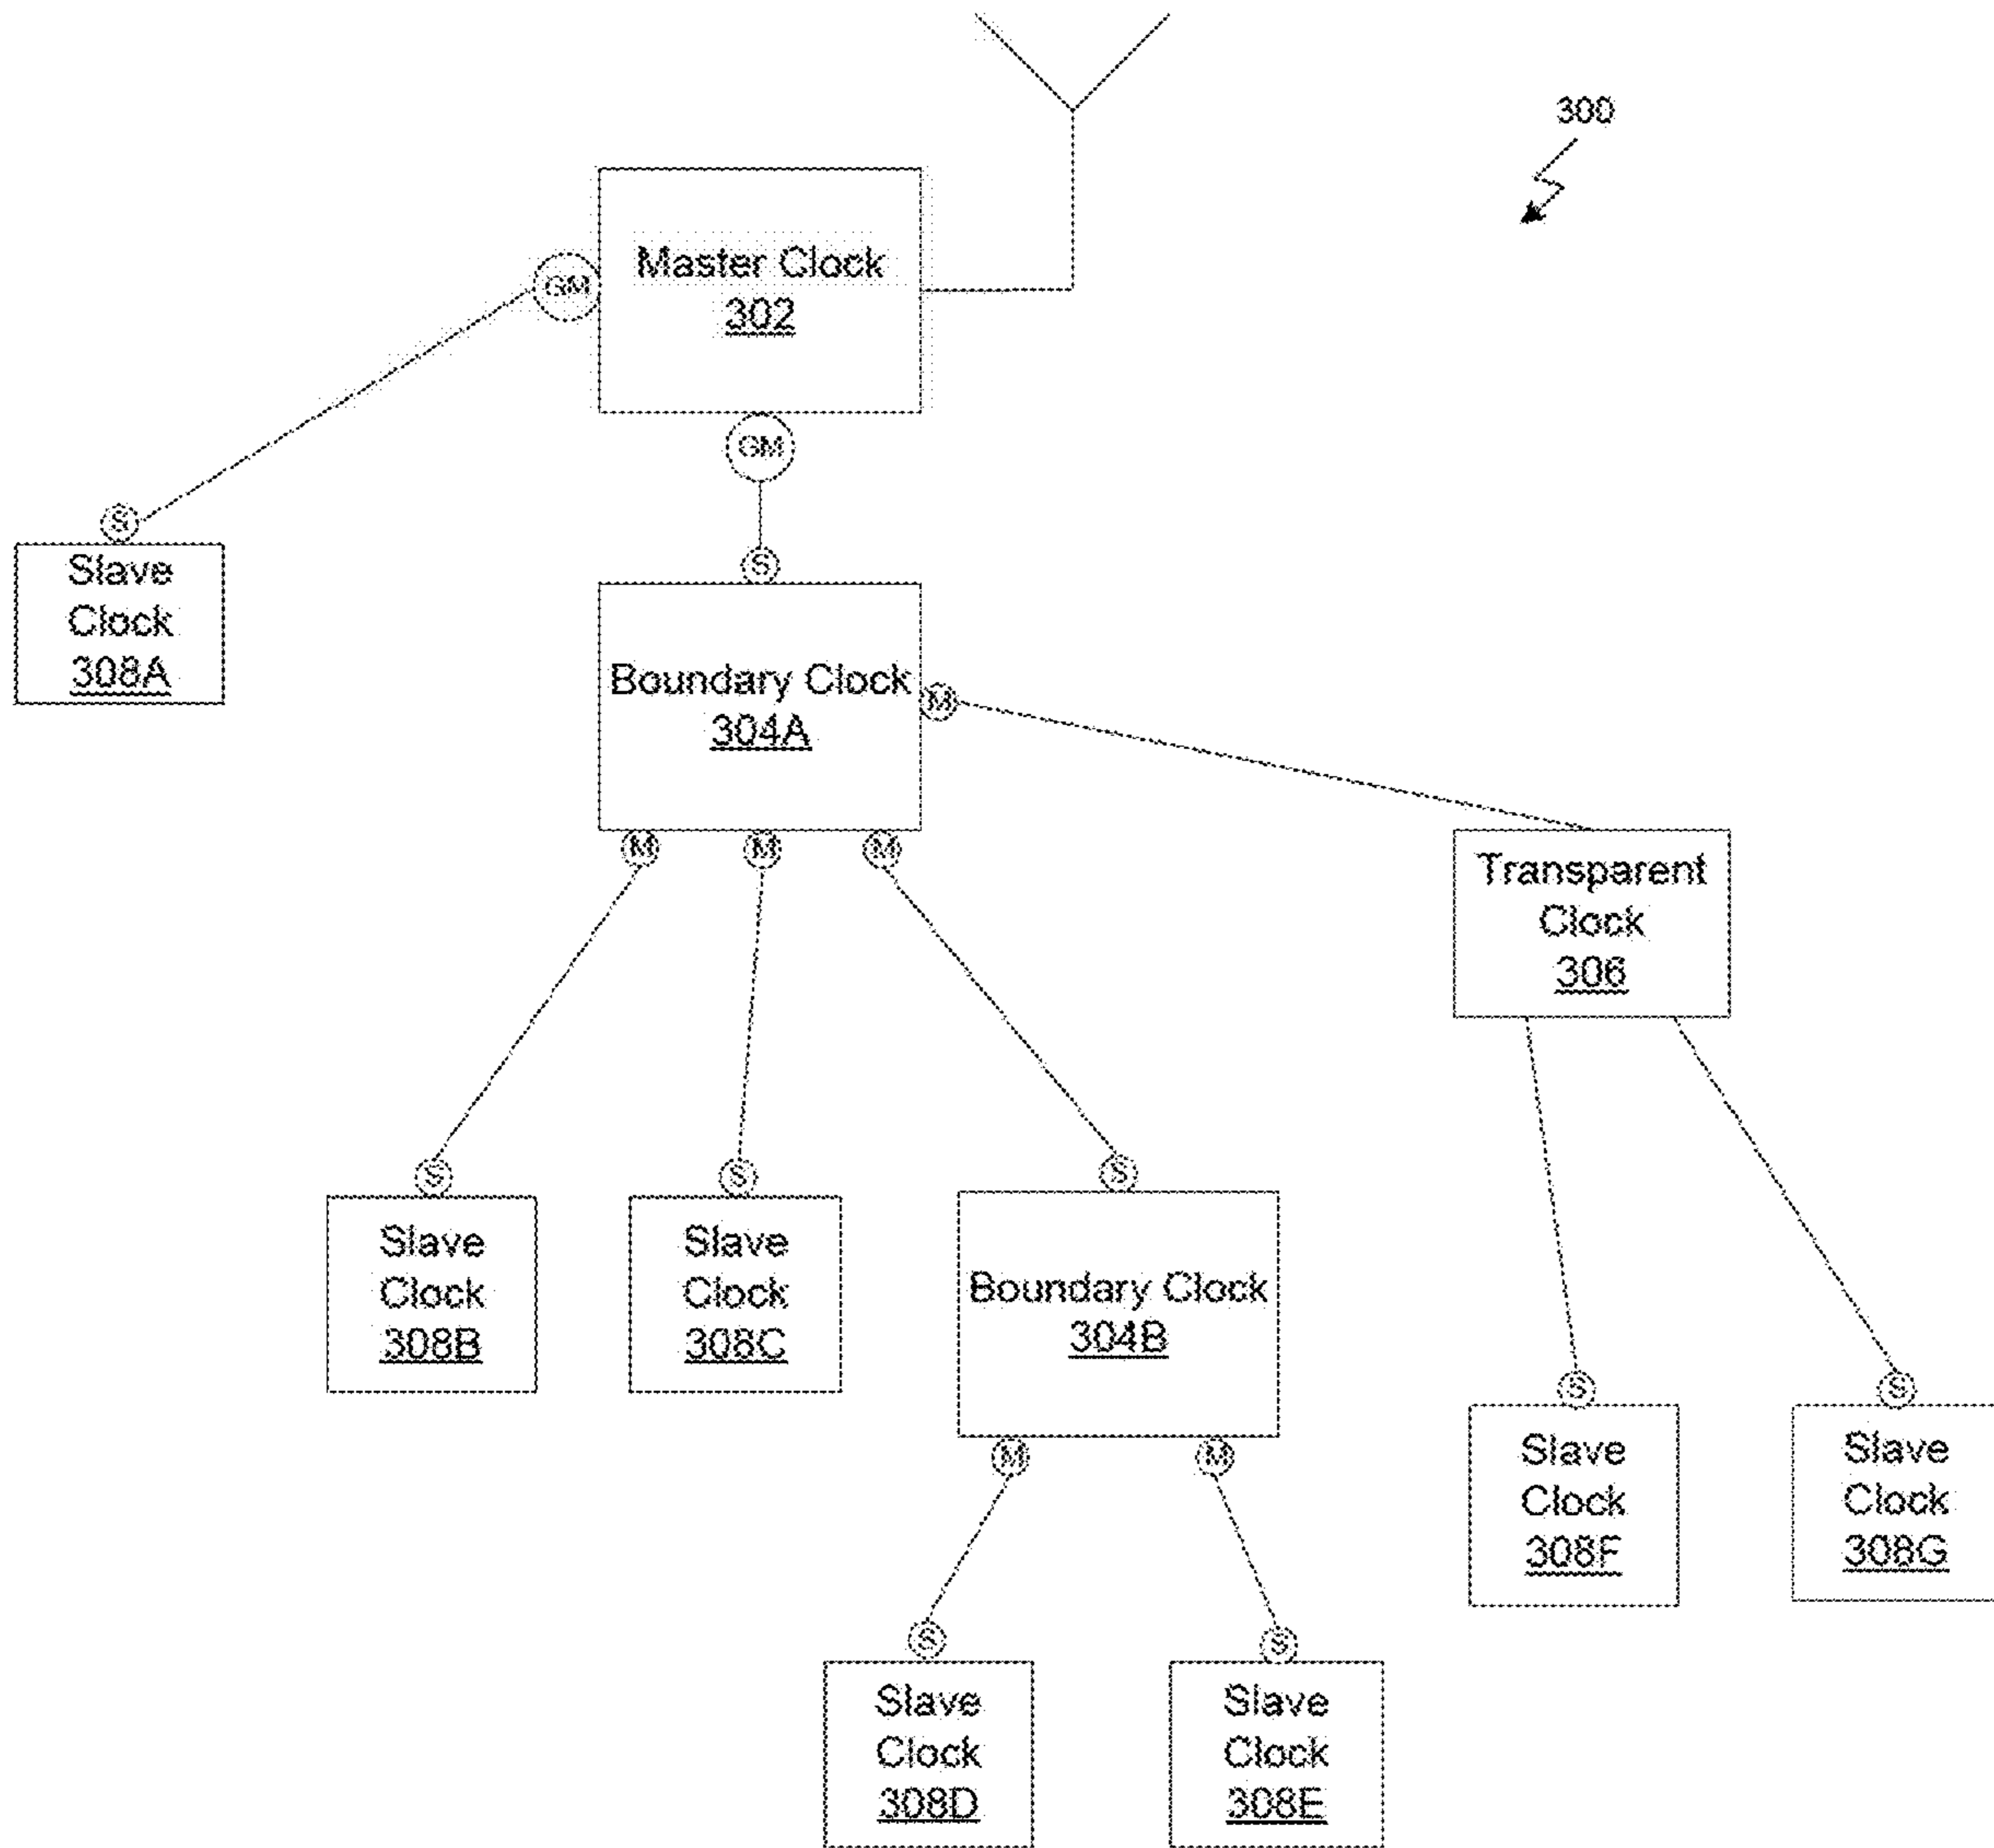 300
Master Clock
302
GM
GM
S
Slave
Clock
308A
S
Boundary Clock
304A
M
M
M
M
Transparent
Clock
306
S
Slave
Clock
308B
S
Slave
Clock
308C
S
Boundary Clock
304B
M
M
S
Slave
Clock
308F
S
Slave
Clock
308G
S
Slave
Clock
308D
S
Slave
Clock
308E